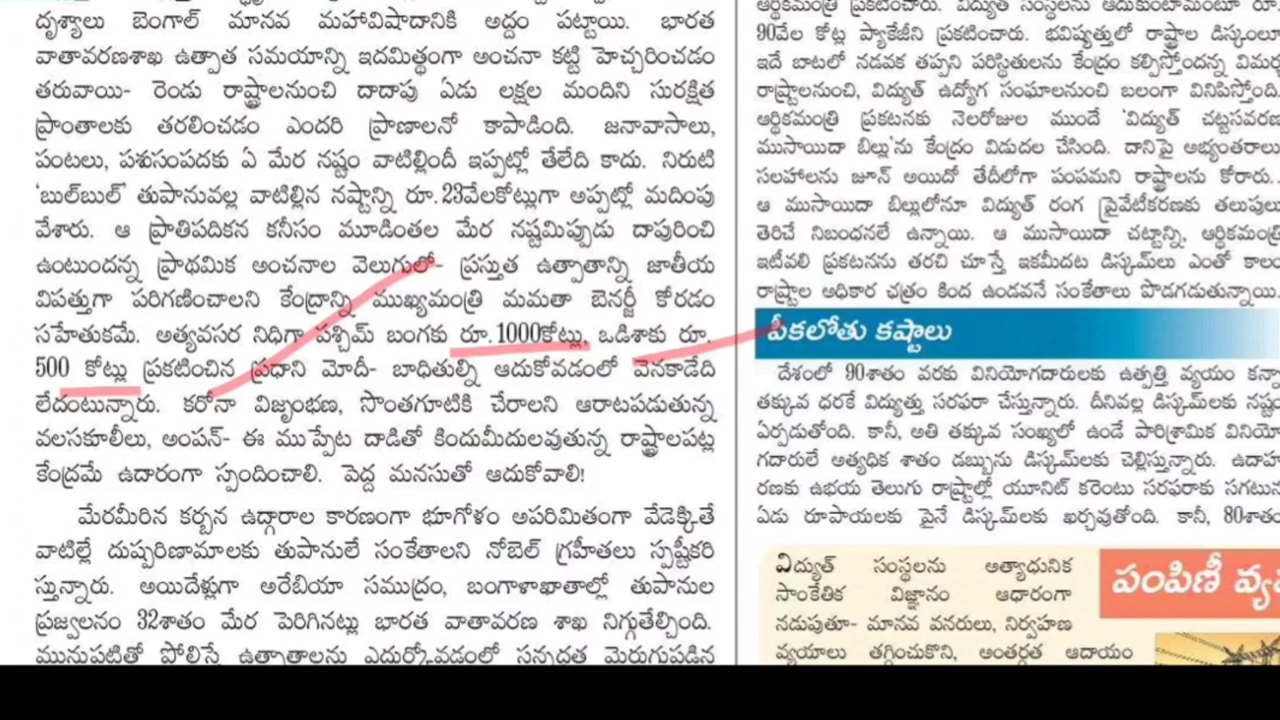 దృశ్యాలు బెంగాల్ మానవ మహావిషాదానికి అద్దం పట్టాయి. భారత
వాతావరణశాఖ ఉత్పాత సమయాన్ని ఇదమిత్థంగా అంచనా కట్టి హెచ్చరించడం
తరువాయి- రెండు రాష్ట్రాలనుంచి దాదాపు ఏడు లక్షల మందిని సురక్షిత
ప్రాంతాలకు తరలించడం ఎందరి ప్రాణాలనో కాపాడింది. జనావాసాలు,
పంటలు, పశుసంపదకు ఏ మేర నష్టం వాటిల్లిందీ ఇప్పట్లో తేలేది కాదు. నిరుటి
'బుల్‌బుల్' తుపానువల్ల వాటిల్లిన నష్టాన్ని రూ.23వేలకోట్లుగా అప్పట్లో మదింపు
వేశారు. ఆ ప్రాతిపదికన కనీసం మూడింతల మేర నష్టమిప్పుడు దాపురించి
ఉంటుందన్న ప్రాథమిక అంచనాల వెలుగులో- ప్రస్తుత ఉత్పాతాన్ని జాతీయ
విపత్తుగా పరిగణించాలని కేంద్రాన్ని ముఖ్యమంత్రి మమతా బెనర్జీ కోరడం
సహేతుకమే. అత్యవసర నిధిగా పశ్చిమ్ బంగకు రూ.1000కోట్లు, ఒడిశాకు రూ.
500 కోట్లు ప్రకటించిన ప్రధాని మోదీ- బాధితుల్ని ఆదుకోవడంలో వెనకాడేది
లేదంటున్నారు. కరోనా విజృంభణ, సొంతగూటికి చేరాలని ఆరాటపడుతున్న
వలసకూలీలు, అంపన్- ఈ ముప్పేట దాడితో కిందుమీదులవుతున్న రాష్ట్రాలపట్ల
కేంద్రమే ఉదారంగా స్పందించాలి. పెద్ద మనసుతో ఆదుకోవాలి!
మేరమీరిన కర్బన ఉద్గారాల కారణంగా భూగోళం అపరిమితంగా వేడెక్కితే
వాటిల్లే దుష్పరిణామాలకు తుపానులే సంకేతాలని నోబెల్ గ్రహీతలు స్పష్టీకరి
స్తున్నారు. అయిదేళ్లుగా అరేబియా సముద్రం, బంగాళాఖాతాల్లో తుపానుల
ప్రజ్వలనం 32శాతం మేర పెరిగినట్లు భారత వాతావరణ శాఖ నిగ్గుతేల్చింది.
మునుపటితో పోలిస్తే ఉత్పాతాలను ఎదుర్కోవడంలో సన్నద్ధత మెరుగుపడిన
ఆర్థికమంత్రి ప్రకటించారు. విద్యుత్ సంస్థలను ఆదుకుంటామంటూ రూ.
90వేల కోట్ల ప్యాకేజీని ప్రకటించారు. భవిష్యత్తులో రాష్ట్రాల డిస్కంలూ
ఇదే బాటలో నడవక తప్పని పరిస్థితులను కేంద్రం కల్పిస్తోందన్న విమర్శ
రాష్ట్రాలనుంచి, విద్యుత్ ఉద్యోగ సంఘాలనుంచి బలంగా వినిపిస్తోంది.
ఆర్థికమంత్రి ప్రకటనకు నెలరోజుల ముందే 'విద్యుత్ చట్టసవరణ
ముసాయిదా బిల్లు'ను కేంద్రం విడుదల చేసింది. దానిపై అభ్యంతరాలు
సలహాలను జూన్ అయిదో తేదీలోగా పంపమని రాష్ట్రాలను కోరారు.
ఆ ముసాయిదా బిల్లులోనూ విద్యుత్ రంగ ప్రైవేటీకరణకు తలుపులు
తెరిచే నిబంధనలే ఉన్నాయి. ఆ ముసాయిదా చట్టాన్ని, ఆర్థికమంత్రి
ఇటీవలి ప్రకటనను తరచి చూస్తే ఇకమీదట డిస్కమ్‌లు ఎంతో కాలం
రాష్ట్రాల అధికార ఛత్రం కింద ఉండవనే సంకేతాలు పొడగడుతున్నాయి.
పీకలోతు కష్టాలు
దేశంలో 90శాతం వరకు వినియోగదారులకు ఉత్పత్తి వ్యయం కన్నా
తక్కువ ధరకే విద్యుత్తు సరఫరా చేస్తున్నారు. దీనివల్ల డిస్కమ్‌లకు నష్టం
ఏర్పడుతోంది. కానీ, అతి తక్కువ సంఖ్యలో ఉండే పారిశ్రామిక వినియో
గదారులే అత్యధిక శాతం డబ్బును డిస్కమ్‌లకు చెల్లిస్తున్నారు. ఉదాహ
రణకు ఉభయ తెలుగు రాష్ట్రాల్లో యూనిట్ కరెంటు సరఫరాకు సగటున
ఏడు రూపాయలకు పైనే డిస్కమ్‌లకు ఖర్చవుతోంది. కానీ, 80శాతం
విద్యుత్ సంస్థలను అత్యాధునిక
సాంకేతిక విజ్ఞానం ఆధారంగా
నడుపుతూ- మానవ వనరులు, నిర్వహణ
వ్యయాలు తగ్గించుకొని, అంతర్గత ఆదాయం
పంపిణీ